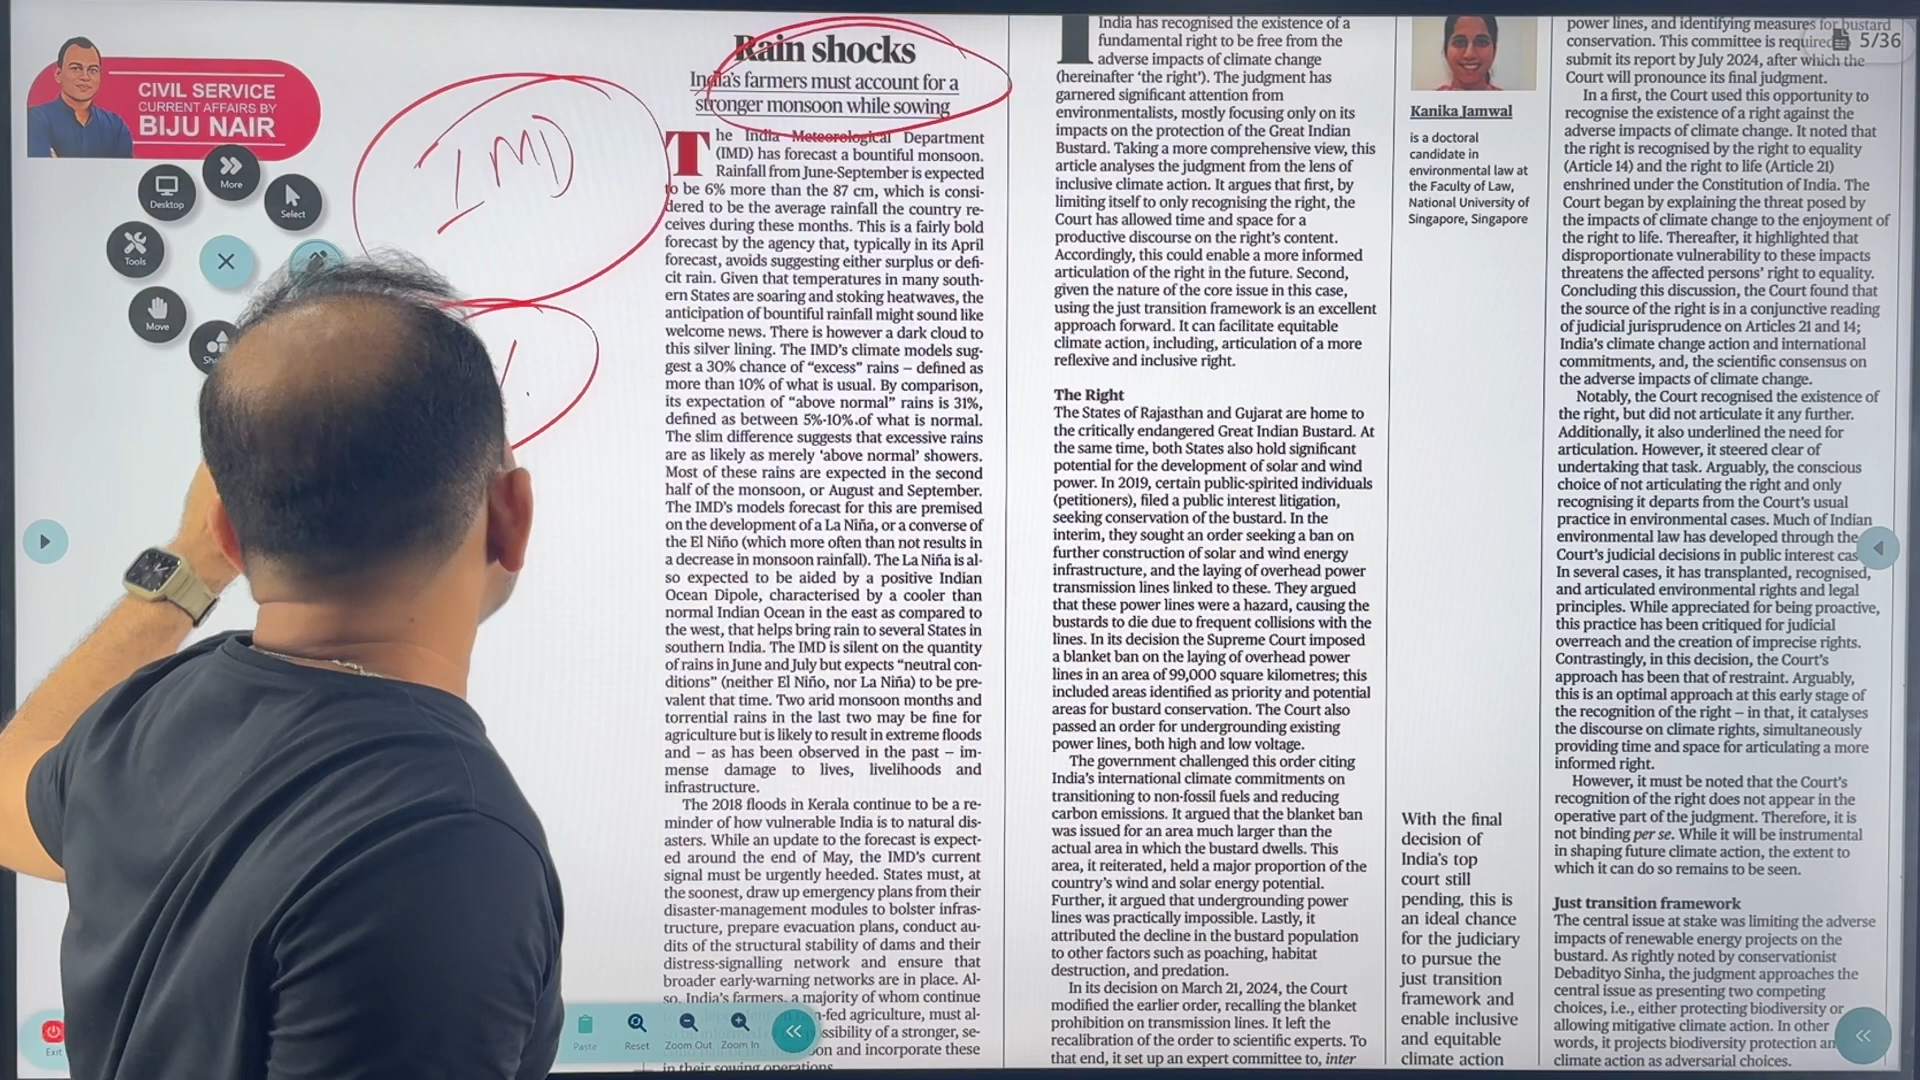 CIVIL SERVICE
CURRENT AFFAIRS BY
BIJU NAIR
More
Desktop
Select
Tools
Move
IMD
Rain shocks
India's farmers must account for a
stronger monsoon while sowing
The India Meteorological Department
(IMD) has forecast a bountiful monsoon.
Rainfall from June-September is expected
to be 6% more than the 87 cm, which is consi-
dered to be the average rainfall the country re-
ceives during these months. This is a fairly bold
forecast by the agency that, typically in its April
forecast, avoids suggesting either surplus or defi-
cit rain. Given that temperatures in many south-
ern States are soaring and stoking heatwaves, the
anticipation of bountiful rainfall might sound like
welcome news. There is however a dark cloud to
this silver lining. The IMD's climate models sug-
gest a 30% chance of “excess” rains – defined as
more than 10% of what is usual. By comparison,
its expectation of “above normal” rains is 31%,
defined as between 5%-10%.of what is normal.
The slim difference suggests that excessive rains
are as likely as merely ‘above normal’ showers.
Most of these rains are expected in the second
half of the monsoon, or August and September.
The IMD's models forecast for this are premised
on the development of a La Niña, or a converse of
the El Niño (which more often than not results in
a decrease in monsoon rainfall). The La Niña is al-
so expected to be aided by a positive Indian
Ocean Dipole, characterised by a cooler than
normal Indian Ocean in the east as compared to
the west, that helps bring rain to several States in
southern India. The IMD is silent on the quantity
of rains in June and July but expects “neutral con-
ditions” (neither El Niño, nor La Niña) to be pre-
valent that time. Two arid monsoon months and
torrential rains in the last two may be fine for
agriculture but is likely to result in extreme floods
and – as has been observed in the past – im-
mense damage to lives, livelihoods and
infrastructure.
The 2018 floods in Kerala continue to be a re-
minder of how vulnerable India is to natural dis-
asters. While an update to the forecast is expect-
ed around the end of May, the IMD's current
signal must be urgently heeded. States must, at
the soonest, draw up emergency plans from their
disaster-management modules to bolster infras-
tructure, prepare evacuation plans, conduct au-
dits of the structural stability of dams and their
distress-signalling network and ensure that
broader early-warning networks are in place. Al-
so, India's farmers, a majority of whom continue
n-fed agriculture, must al-
ssibility of a stronger, se-
oon and incorporate these
in their sowing operations.
India has recognised the existence of a
fundamental right to be free from the
adverse impacts of climate change
(hereinafter ‘the right’). The judgment has
garnered significant attention from
environmentalists, mostly focusing only on its
impacts on the protection of the Great Indian
Bustard. Taking a more comprehensive view, this
article analyses the judgment from the lens of
inclusive climate action. It argues that first, by
limiting itself to only recognising the right, the
Court has allowed time and space for a
productive discourse on the right's content.
Accordingly, this could enable a more informed
articulation of the right in the future. Second,
given the nature of the core issue in this case,
using the just transition framework is an excellent
approach forward. It can facilitate equitable
climate action, including, articulation of a more
reflexive and inclusive right.
The Right
The States of Rajasthan and Gujarat are home to
the critically endangered Great Indian Bustard. At
the same time, both States also hold significant
potential for the development of solar and wind
power. In 2019, certain public-spirited individuals
(petitioners), filed a public interest litigation,
seeking conservation of the bustard. In the
interim, they sought an order seeking a ban on
further construction of solar and wind energy
infrastructure, and the laying of overhead power
transmission lines linked to these. They argued
that these power lines were a hazard, causing the
bustards to die due to frequent collisions with the
lines. In its decision the Supreme Court imposed
a blanket ban on the laying of overhead power
lines in an area of 99,000 square kilometres; this
included areas identified as priority and potential
areas for bustard conservation. The Court also
passed an order for undergrounding existing
power lines, both high and low voltage.
The government challenged this order citing
India's international climate commitments on
transitioning to non-fossil fuels and reducing
carbon emissions. It argued that the blanket ban
was issued for an area much larger than the
actual area in which the bustard dwells. This
area, it reiterated, held a major proportion of the
country's wind and solar energy potential.
Further, it argued that undergrounding power
lines was practically impossible. Lastly, it
attributed the decline in the bustard population
to other factors such as poaching, habitat
destruction, and predation.
In its decision on March 21, 2024, the Court
modified the earlier order, recalling the blanket
prohibition on transmission lines. It left the
recalibration of the order to scientific experts. To
that end, it set up an expert committee to, inter
Kanika Jamwal
is a doctoral
candidate in
environmental law at
the Faculty of Law,
National University of
Singapore, Singapore
With the final
decision of
India's top
court still
pending, this is
an ideal chance
for the judiciary
to pursue the
just transition
framework and
enable inclusive
and equitable
climate action
power lines, and identifying measures for bustard
conservation. This committee is required
submit its report by July 2024, after which the
Court will pronounce its final judgment.
In a first, the Court used this opportunity to
recognise the existence of a right against the
adverse impacts of climate change. It noted that
the right is recognised by the right to equality
(Article 14) and the right to life (Article 21)
enshrined under the Constitution of India. The
Court began by explaining the threat posed by
the impacts of climate change to the enjoyment of
the right to life. Thereafter, it highlighted that
disproportionate vulnerability to these impacts
threatens the affected persons' right to equality.
Concluding this discussion, the Court found that
the source of the right is in a conjunctive reading
of judicial jurisprudence on Articles 21 and 14;
India's climate change action and international
commitments, and, the scientific consensus on
the adverse impacts of climate change.
Notably, the Court recognised the existence of
the right, but did not articulate it any further.
Additionally, it also underlined the need for
articulation. However, it steered clear of
undertaking that task. Arguably, the conscious
choice of not articulating the right and only
recognising it departs from the Court's usual
practice in environmental cases. Much of Indian
environmental law has developed through the
Court's judicial decisions in public interest cas
In several cases, it has transplanted, recognised,
and articulated environmental rights and legal
principles. While appreciated for being proactive,
this practice has been critiqued for judicial
overreach and the creation of imprecise rights.
Contrastingly, in this decision, the Court's
approach has been that of restraint. Arguably,
this is an optimal approach at this early stage of
the recognition of the right – in that, it catalyses
the discourse on climate rights, simultaneously
providing time and space for articulating a more
informed right.
However, it must be noted that the Court's
recognition of the right does not appear in the
operative part of the judgment. Therefore, it is
not binding per se. While it will be instrumental
in shaping future climate action, the extent to
which it can do so remains to be seen.
Just transition framework
The central issue at stake was limiting the adverse
impacts of renewable energy projects on the
bustard. As rightly noted by conservationist
Debadityo Sinha, the judgment approaches the
central issue as presenting two competing
choices, i.e., either protecting biodiversity or
allowing mitigative climate action. In other
words, it projects biodiversity protection an
climate action as adversarial choices.
5/36
Exit
Paste
Reset
Zoom Out
Zoom In